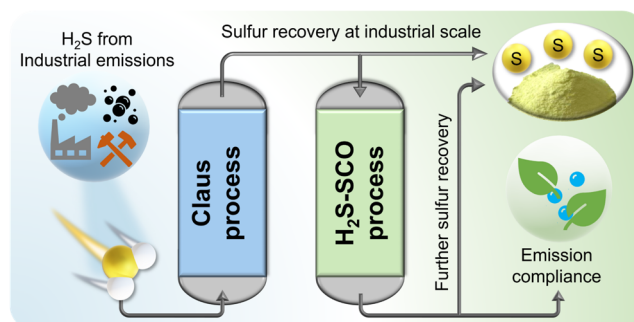 H₂S from
Industrial emissions
Sulfur recovery at industrial scale
S
S
S
Claus
process
H₂S-SCO
process
Further sulfur recovery
Emission
compliance